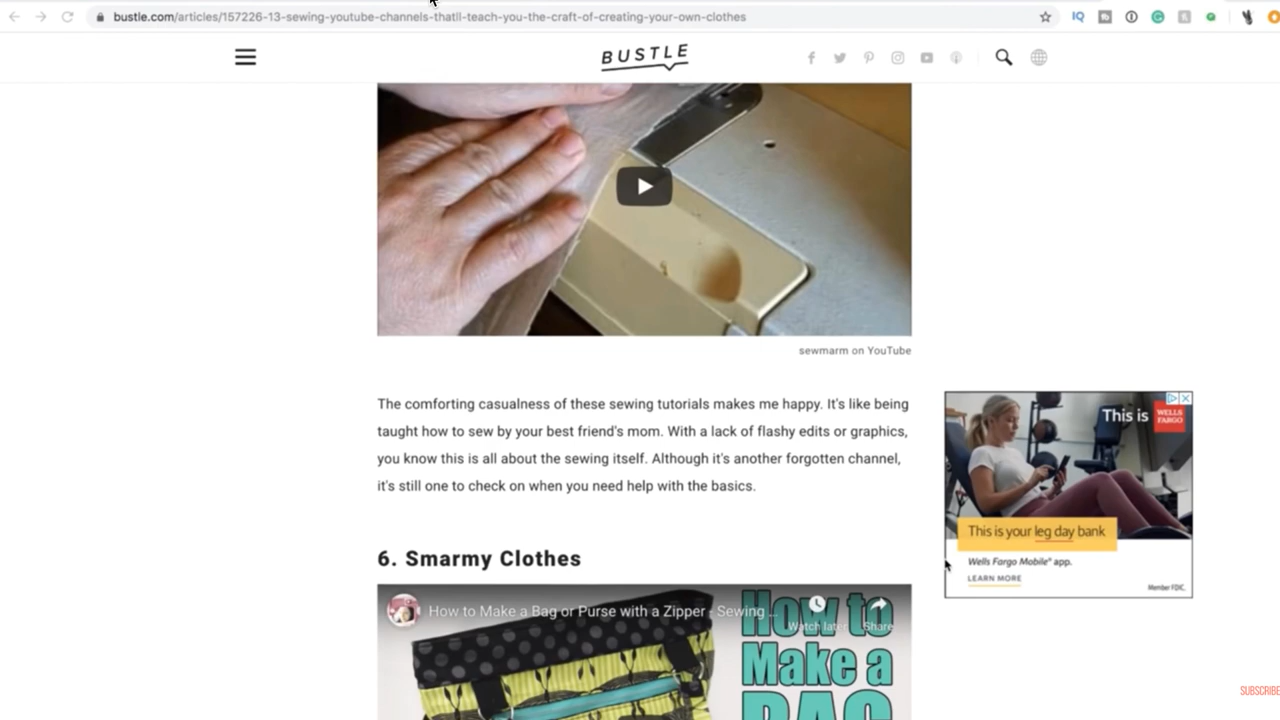 bustle.com/articles/157226-13-sewing-youtube-channels-thatll-teach-you-the-craft-of-creating-your-own-clothes
IQ
BUSTLE
sewmarm on YouTube
The comforting casualness of these sewing tutorials makes me happy. It's like being
taught how to sew by your best friend's mom. With a lack of flashy edits or graphics,
you know this is all about the sewing itself. Although it's another forgotten channel,
it's still one to check on when you need help with the basics.
This is WELLS
FARGO
This is your leg day bank
Wells Fargo Mobile® app.
LEARN MORE
Member FDIC.
6. Smarmy Clothes
How to Make a Bag or Purse with a Zipper - Sewing ...
Watch later
Share
How to
Make a
BAG
SUBSCRIBE